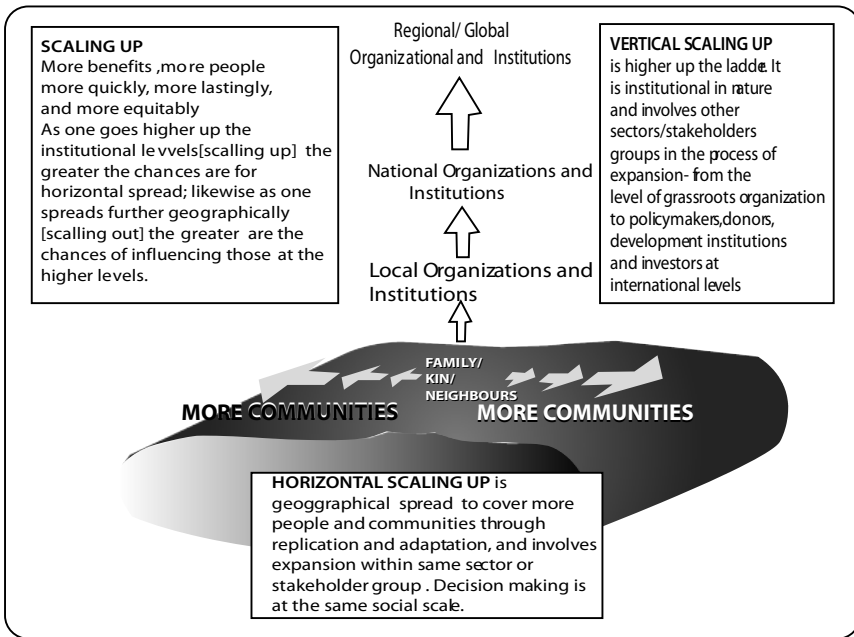 SCALING UP
More benefits ,more people
more quickly, more lastingly,
and more equitably
As one goes higher up the
institutional le vvels[scalling up] the
greater the chances are for
horizontal spread; likewise as one
spreads further geographically
[scalling out] the greater are the
chances of influencing those at the
higher levels.
Regional/ Global
Organizational and Institutions
National Organizations and
Institutions
Local Organizations and
Institutions
VERTICAL SCALING UP
is higher up the ladde. It
is institutional in nature
and involves other
sectors/stakeholders
groups in the process of
expansion- from the
level of grassroots organization
to policymakers,donors,
development institutions
and investors at
international levels
FAMILY/
KIN/
NEIGHBOURS
MORE COMMUNITIES
MORE COMMUNITIES
HORIZONTAL SCALING UP is
geoggraphical spread to cover more
people and communities through
replication and adaptation, and involves
expansion within same sector or
stakeholder group . Decision making is
at the same social scale.